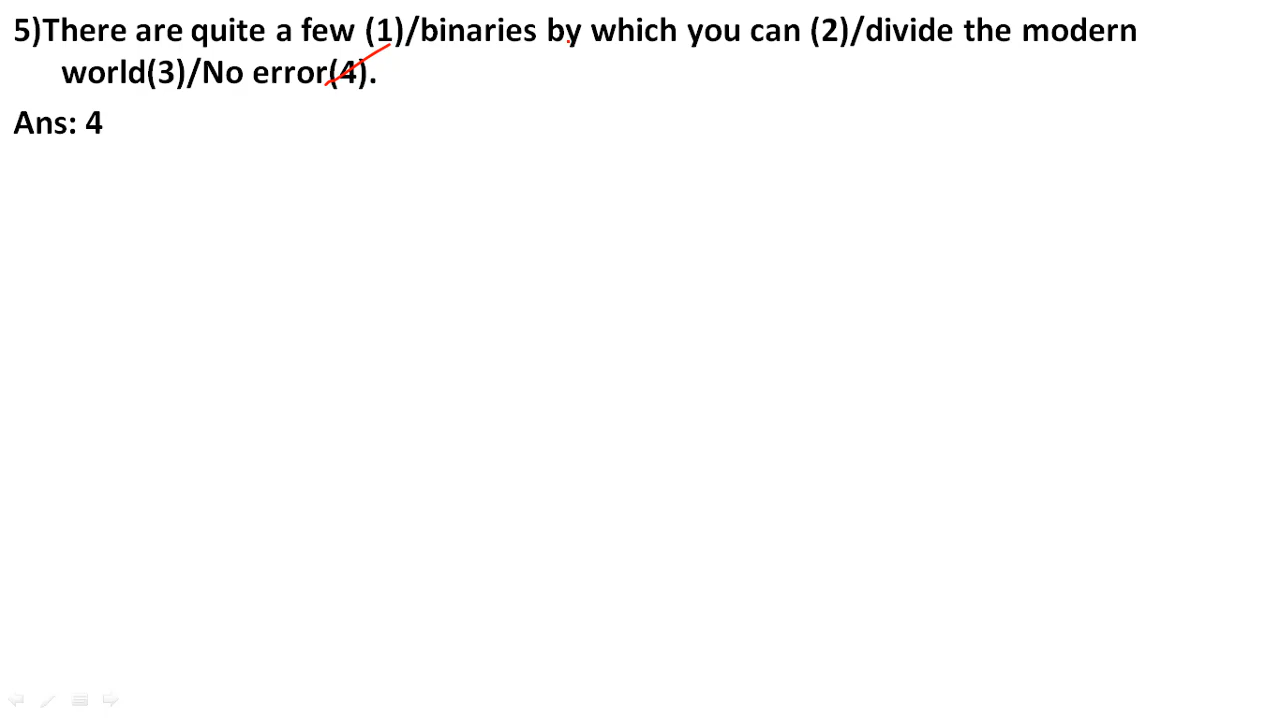 5)There are quite a few (1)/binaries by which you can (2)/divide the modern
world(3)/No error(4).
Ans: 4